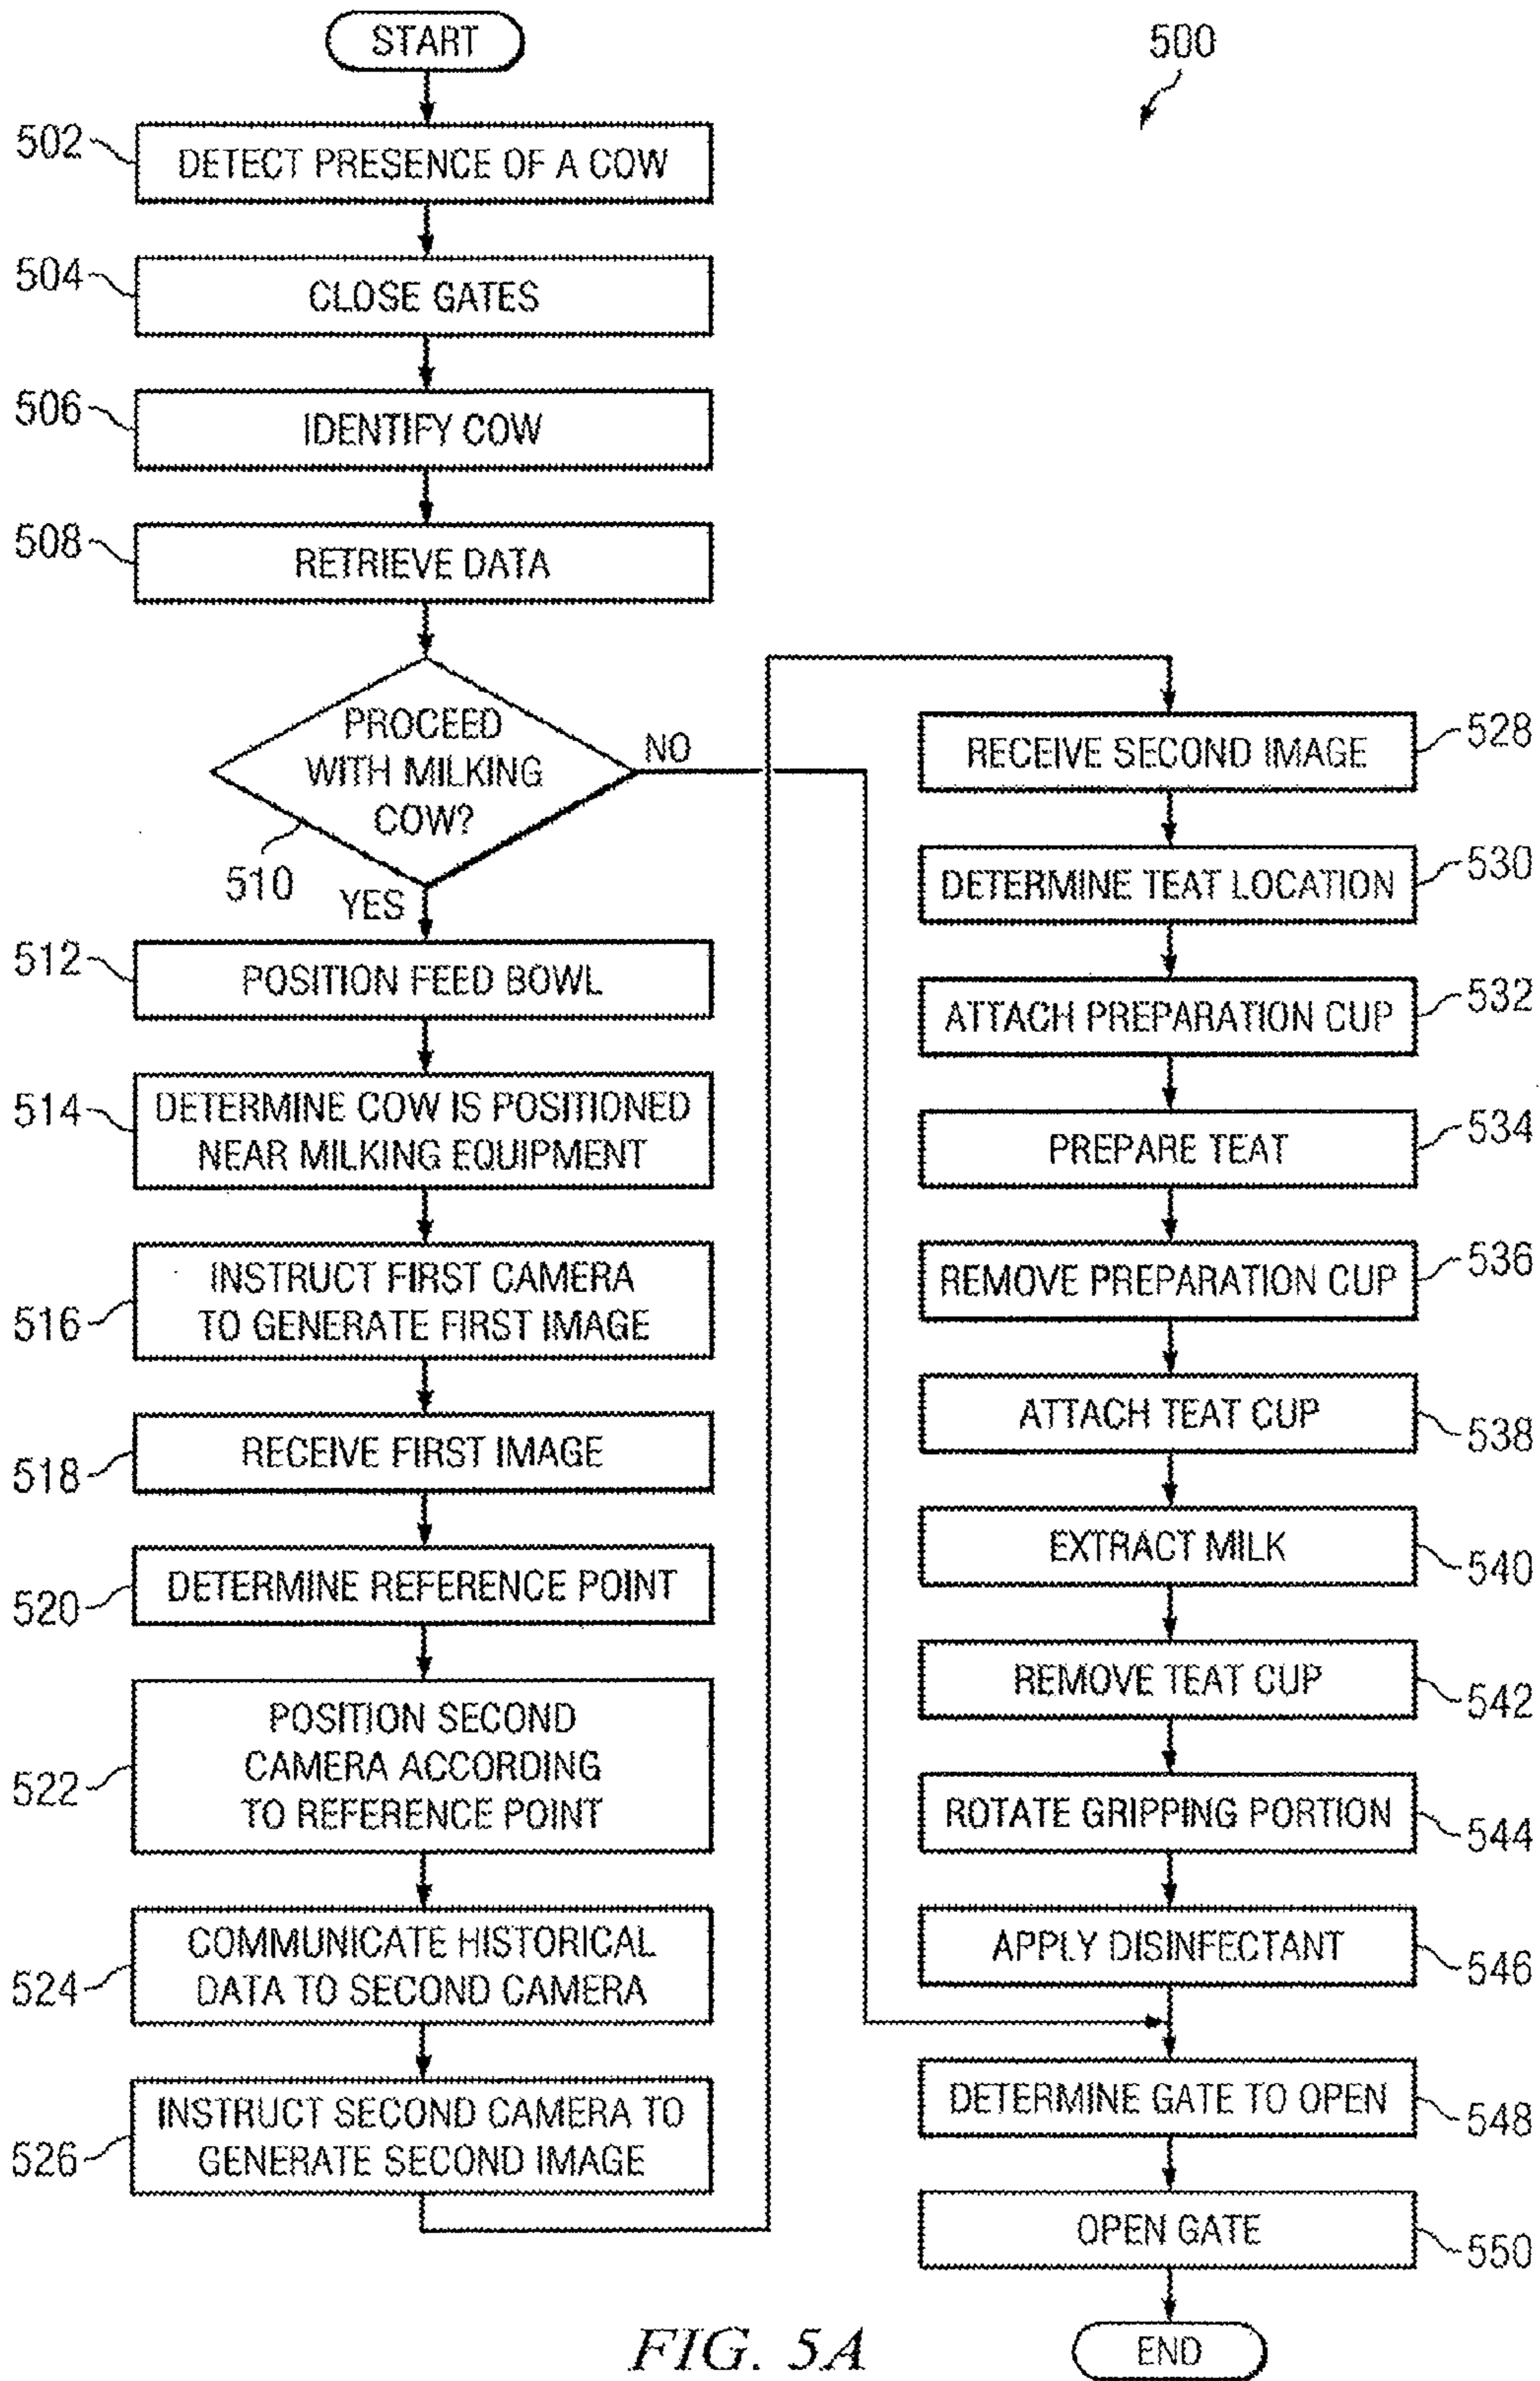 START
500
502
DETECT PRESENCE OF A COW
504
CLOSE GATES
506
IDENTIFY COW
508
RETRIEVE DATA
PROCEED
WITH MILKING
COW?
NO
510
YES
512
POSITION FEED BOWL
514
DETERMINE COW IS POSITIONED
NEAR MILKING EQUIPMENT
516
INSTRUCT FIRST CAMERA
TO GENERATE FIRST IMAGE
518
RECEIVE FIRST IMAGE
520
DETERMINE REFERENCE POINT
522
POSITION SECOND
CAMERA ACCORDING
TO REFERENCE POINT
524
COMMUNICATE HISTORICAL
DATA TO SECOND CAMERA
526
INSTRUCT SECOND CAMERA TO
GENERATE SECOND IMAGE
RECEIVE SECOND IMAGE
528
DETERMINE TEAT LOCATION
530
ATTACH PREPARATION CUP
532
PREPARE TEAT
534
REMOVE PREPARATION CUP
536
ATTACH TEAT CUP
538
EXTRACT MILK
540
REMOVE TEAT CUP
542
ROTATE GRIPPING PORTION
544
APPLY DISINFECTANT
546
DETERMINE GATE TO OPEN
548
OPEN GATE
550
END
FIG. 5A